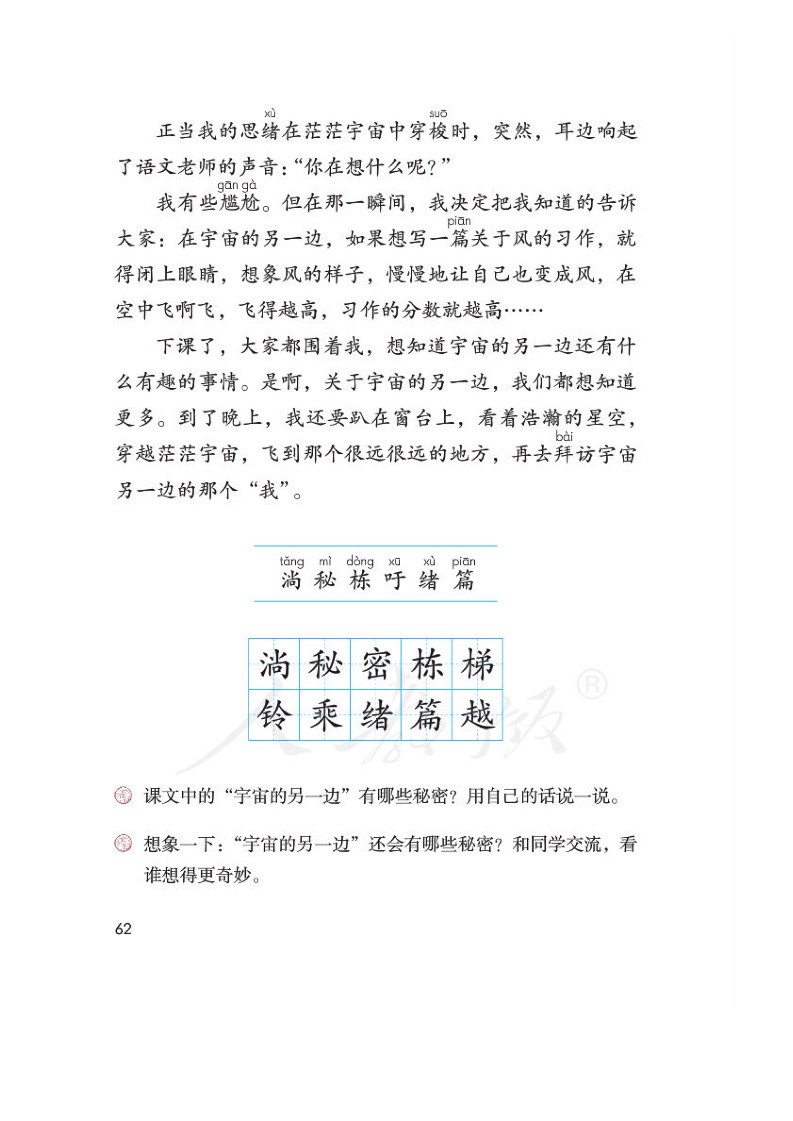 xù suō
正当我的思绪在茫茫宇宙中穿梭时，突然，耳边响起
了语文老师的声音：“你在想什么呢？”
gān gà
我有些尴尬。但在那一瞬间，我决定把我知道的告诉
piān
大家：在宇宙的另一边，如果想写一篇关于风的习作，就
得闭上眼睛，想象风的样子，慢慢地让自己也变成风，在
空中飞啊飞，飞得越高，习作的分数就越高……
下课了，大家都围着我，想知道宇宙的另一边还有什
么有趣的事情。是啊，关于宇宙的另一边，我们都想知道
更多。到了晚上，我还要趴在窗台上，看着浩瀚的星空，
bài
穿越茫茫宇宙，飞到那个很远很远的地方，再去拜访宇宙
另一边的那个“我”。
tǎng mì dòng xū xù piān
淌 秘 栋 吁 绪 篇
淌 秘 密 栋 梯
铃 乘 绪 篇 越
人教版®
课文中的“宇宙的另一边”有哪些秘密？用自己的话说一说。
想象一下：“宇宙的另一边”还会有哪些秘密？和同学交流，看
谁想得更奇妙。
62